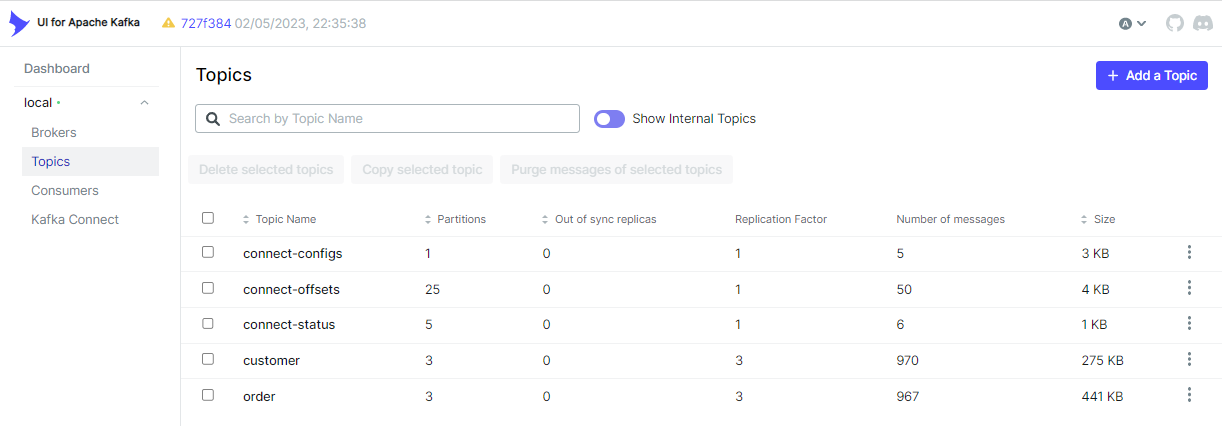 UI for Apache Kafka 727f384 02/05/2023, 22:35:38 A
Dashboard
local
Brokers
Topics
Consumers
Kafka Connect
Topics
+ Add a Topic
Search by Topic Name Show Internal Topics
Delete selected topics Copy selected topic Purge messages of selected topics
Topic Name Partitions Out of sync replicas Replication Factor Number of messages Size
connect-configs 1 0 1 5 3 KB
connect-offsets 25 0 1 50 4 KB
connect-status 5 0 1 6 1 KB
customer 3 0 3 970 275 KB
order 3 0 3 967 441 KB